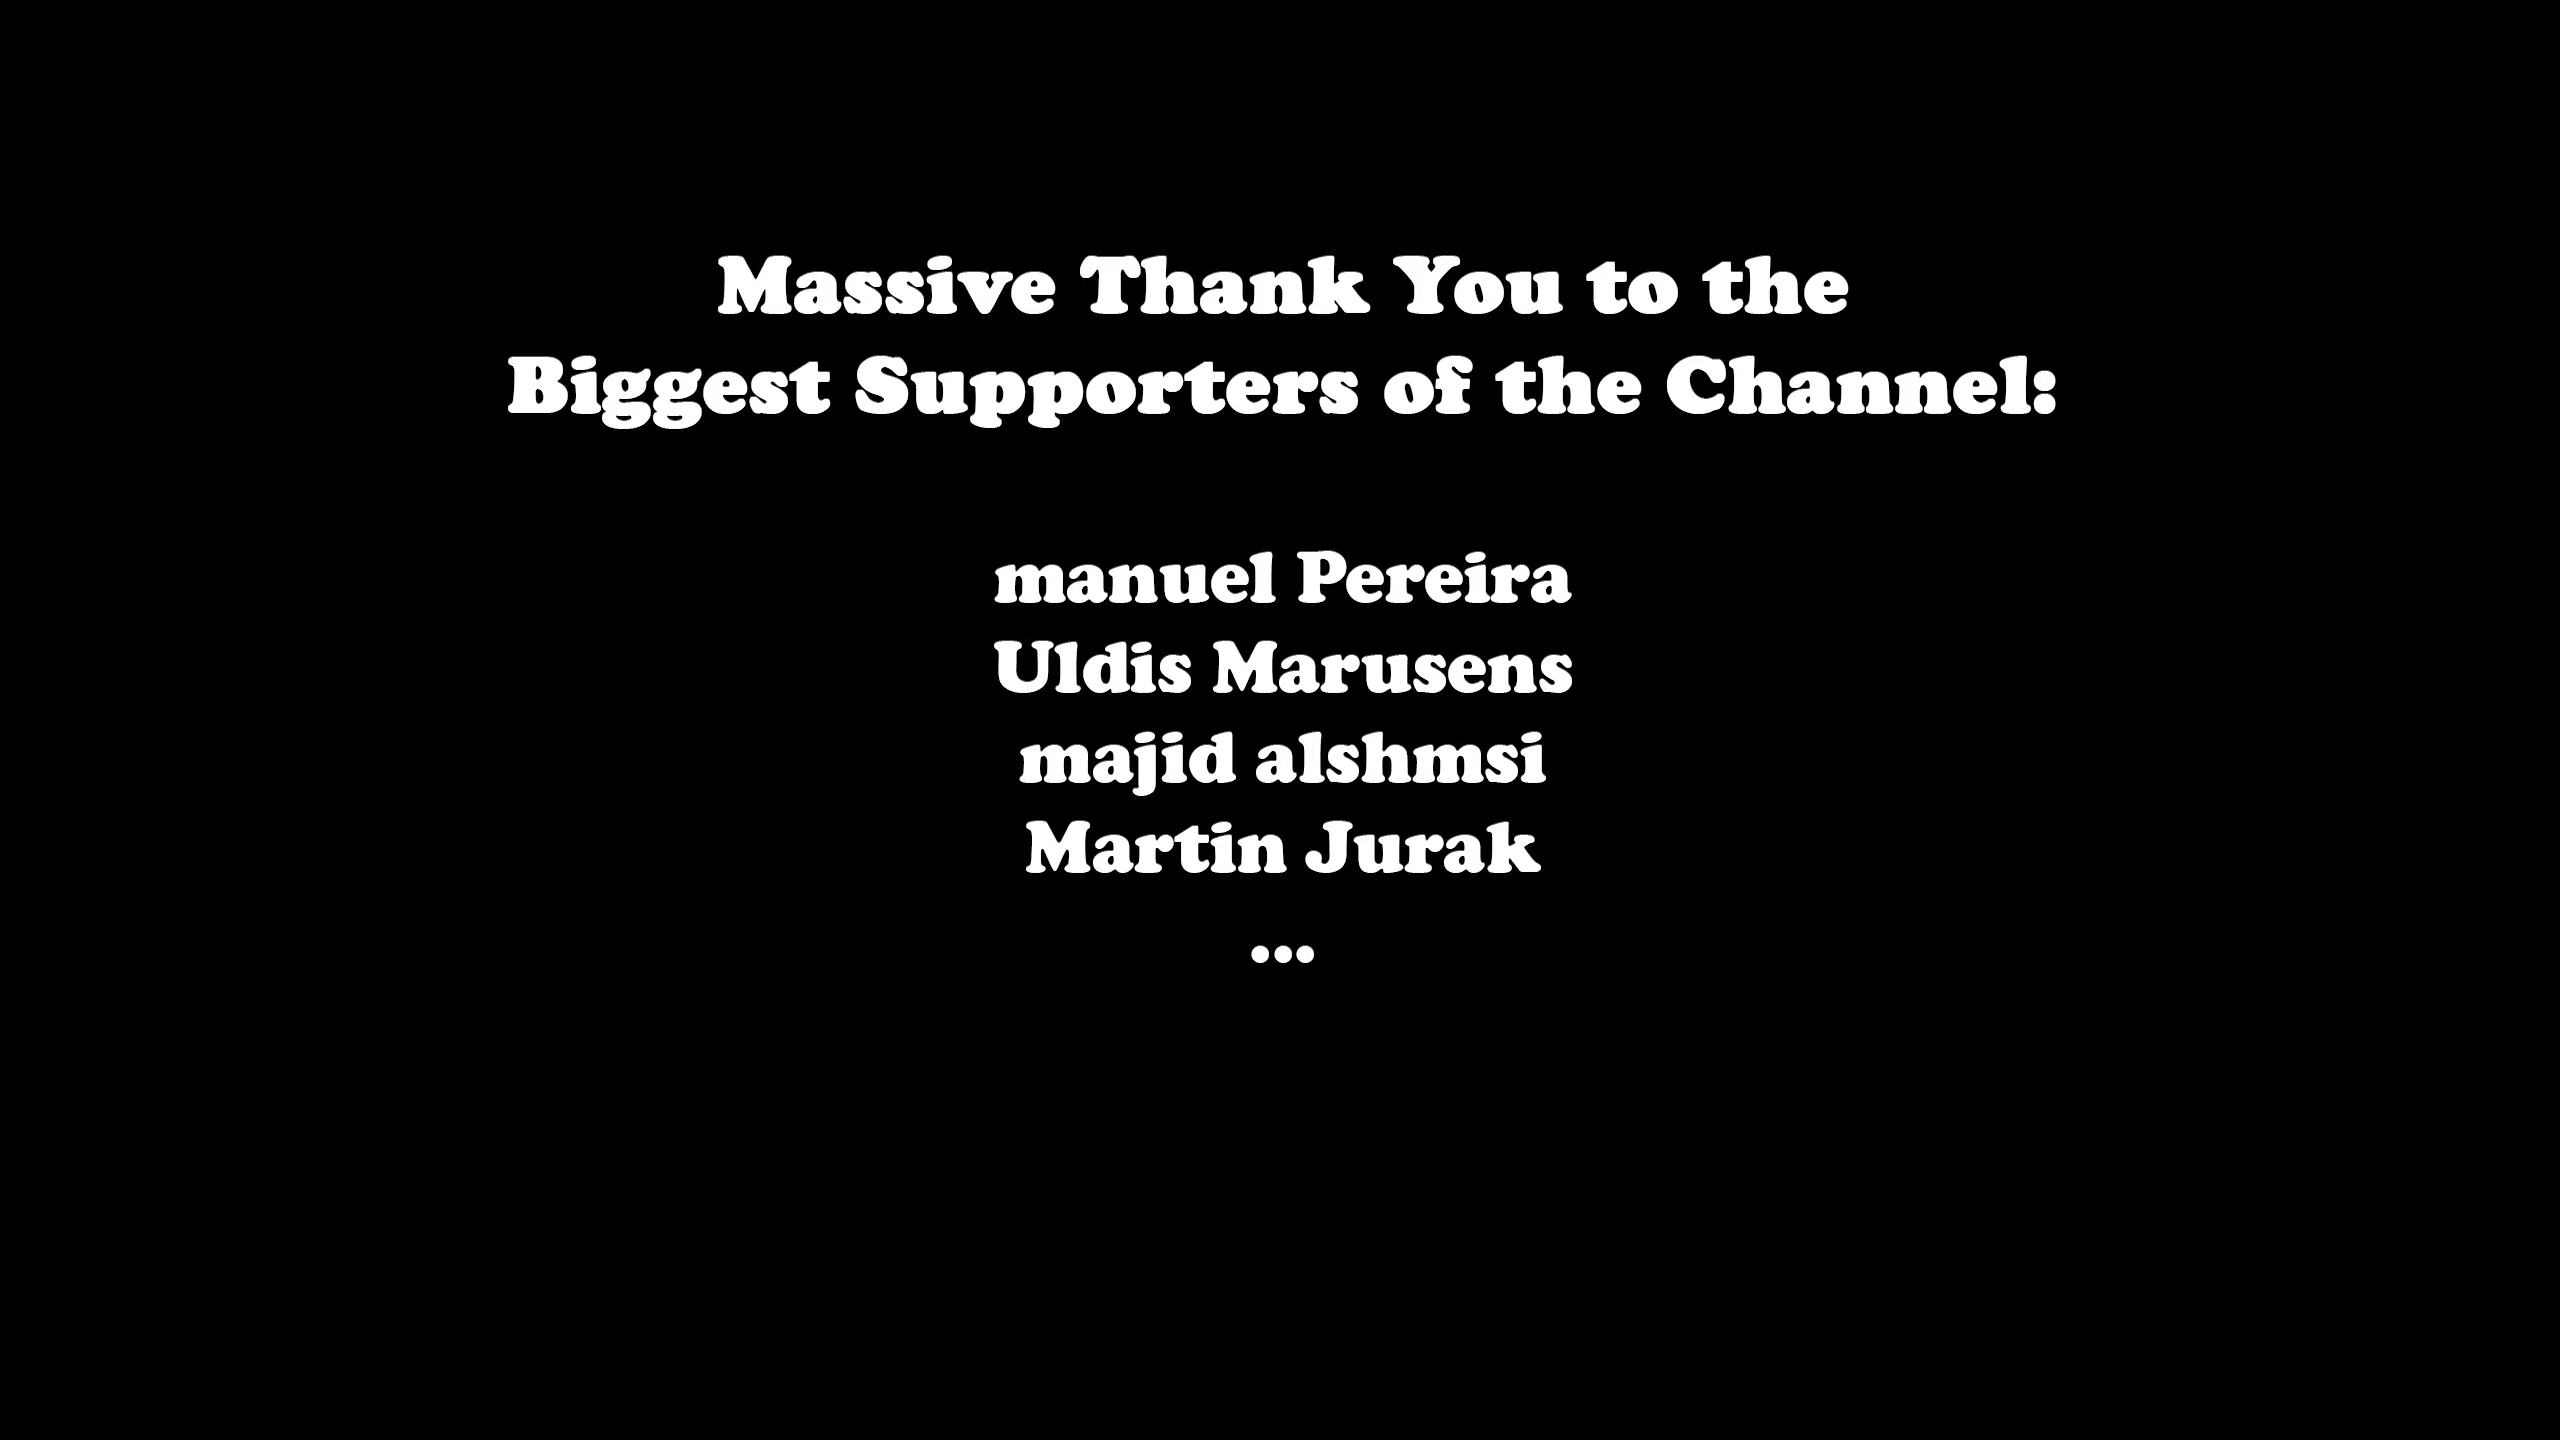 Massive Thank You to the
Biggest Supporters of the Channel:
manuel Pereira
Uldis Marusens
majid alshmsi
Martin Jurak
...